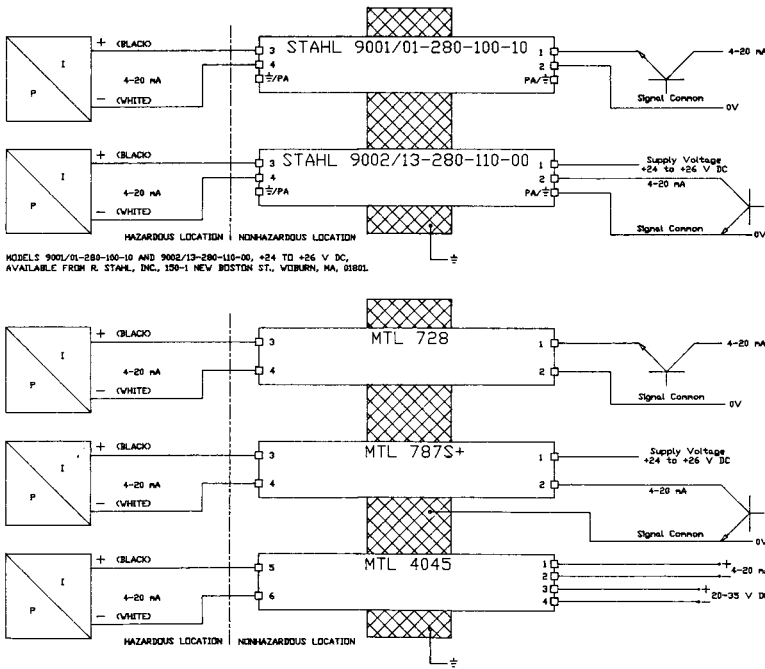 + (BLACK)
I
4-20 mA
P
− (WHITE)
3 STAHL 9001/01-280-100-10 1
4 2
⏚/PA PA/⏚
4-20 mA
Signal Common
0V
+ (BLACK)
I
4-20 mA
P
− (WHITE)
3 STAHL 9002/13-280-110-00 1
4 2
⏚/PA PA/⏚
Supply Voltage
+24 to +26 V DC
4-20 mA
Signal Common
0V
HAZARDOUS LOCATION NONHAZARDOUS LOCATION
MODELS 9001/01-280-100-10 AND 9002/13-280-110-00, +24 TO +26 V DC,
AVAILABLE FROM R. STAHL, INC., 150-1 NEW BOSTON ST., WOBURN, MA, 01801.
+ (BLACK)
I
4-20 mA
P
− (WHITE)
MTL 728
3 1
4 2
4-20 mA
Signal Common
0V
+ (BLACK)
I
4-20 mA
P
− (WHITE)
MTL 787S+
3 1
4 2
Supply Voltage
+24 to +26 V DC
4-20 mA
Signal Common
0V
+ (BLACK)
I
4-20 mA
P
− (WHITE)
MTL 4045
5 1
2
6 3
4
+
4-20 mA
−
+
20-35 V DC
−
HAZARDOUS LOCATION NONHAZARDOUS LOCATION